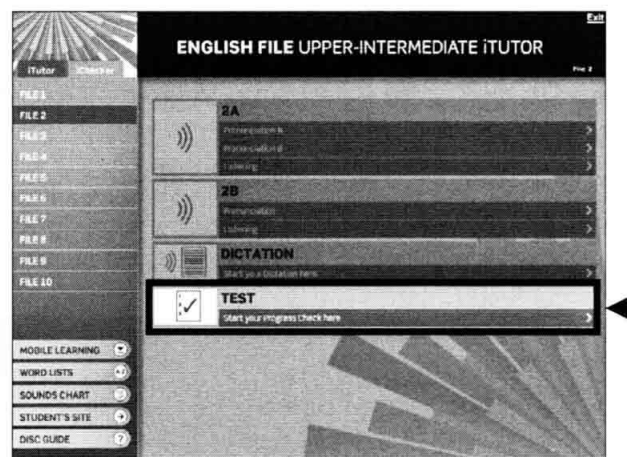 Exit
ENGLISH FILE UPPER-INTERMEDIATE iTUTOR
File 2
iTutor iChecker
FILE 1
FILE 2
FILE 3
FILE 4
FILE 5
FILE 6
FILE 7
FILE 8
FILE 9
FILE 10
2A
Pronunciation
Pronunciation
Listening
2B
Pronunciation
Listening
DICTATION
Start your Dictation here
TEST
Start your Progress Check here
MOBILE LEARNING
WORD LISTS
SOUNDS CHART
STUDENT'S SITE
DISC GUIDE ?